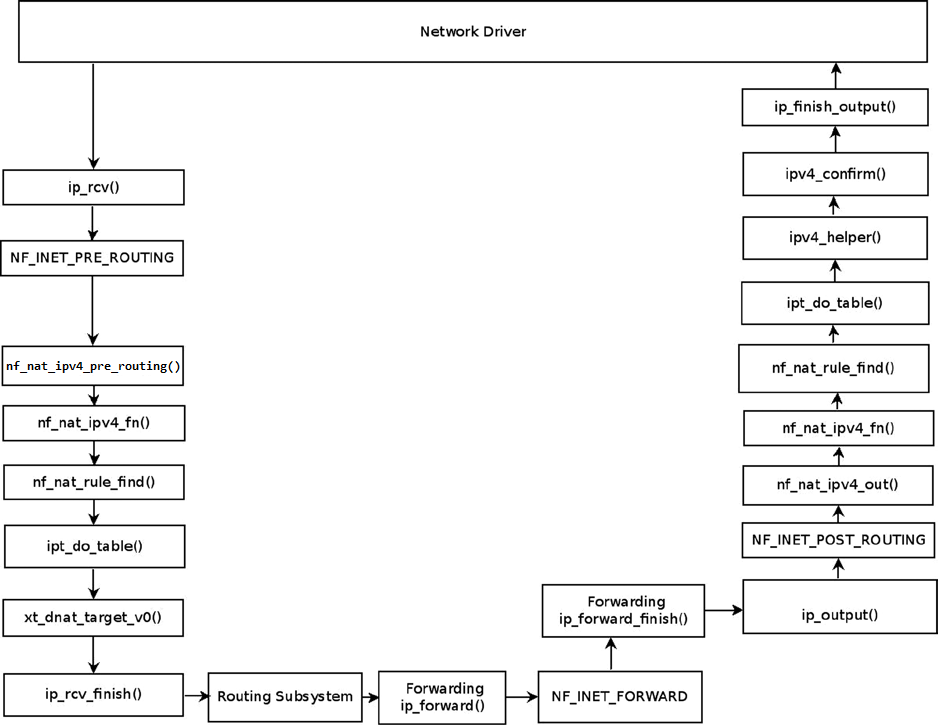 Network Driver
ip_rcv()
NF_INET_PRE_ROUTING
nf_nat_ipv4_pre_routing()
nf_nat_ipv4_fn()
nf_nat_rule_find()
ipt_do_table()
xt_dnat_target_v0()
ip_rcv_finish()
Routing Subsystem
Forwarding
ip_forward()
NF_INET_FORWARD
Forwarding
ip_forward_finish()
ip_output()
NF_INET_POST_ROUTING
nf_nat_ipv4_out()
nf_nat_ipv4_fn()
nf_nat_rule_find()
ipt_do_table()
ipv4_helper()
ipv4_confirm()
ip_finish_output()